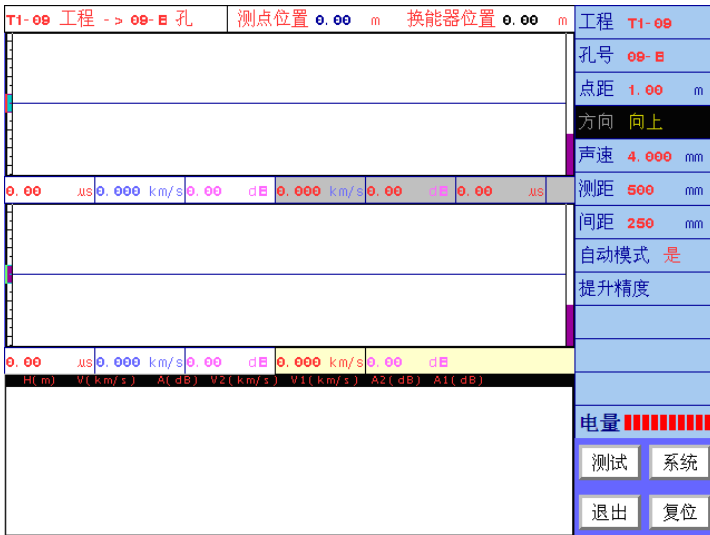 T1-09 工程 -> 09-E 孔 测点位置 0.00 m 换能器位置 0.00 m
0.00 us 0.000 km/s 0.00 dB 0.000 km/s 0.00 dB 0.00 us
0.00 us 0.000 km/s 0.00 dB 0.000 km/s 0.00 dB
H(m) V(km/s) A(dB) V2(km/s) V1(km/s) A2(dB) A1(dB)
工程 T1-09
孔号 09-E
点距 1.00 m
方向 向上
声速 4.000 mm
测距 500 mm
间距 250 mm
自动模式 是
提升精度
电量
测试 系统
退出 复位